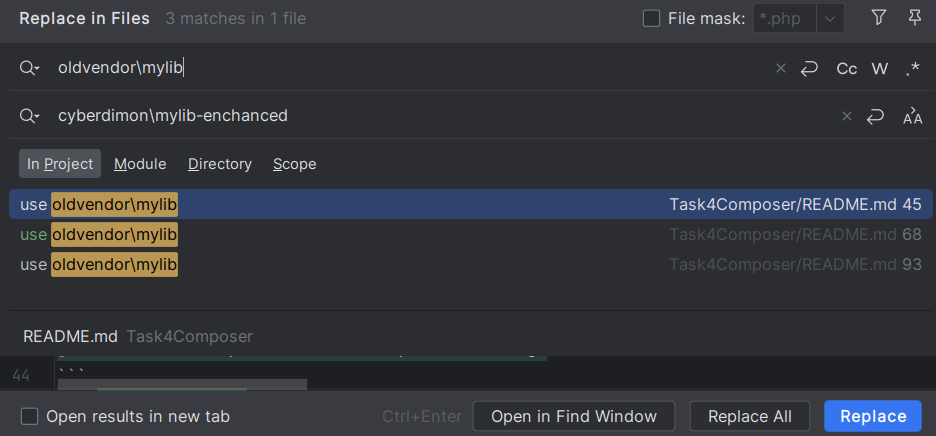 Replace in Files 3 matches in 1 file File mask: *.php
oldvendor\mylib Cc W .*
cyberdimon\mylib-enchanced AA
In Project Module Directory Scope
use oldvendor\mylib Task4Composer/README.md 45
use oldvendor\mylib Task4Composer/README.md 68
use oldvendor\mylib Task4Composer/README.md 93
README.md Task4Composer
44 ```
Open results in new tab Ctrl+Enter Open in Find Window Replace All Replace